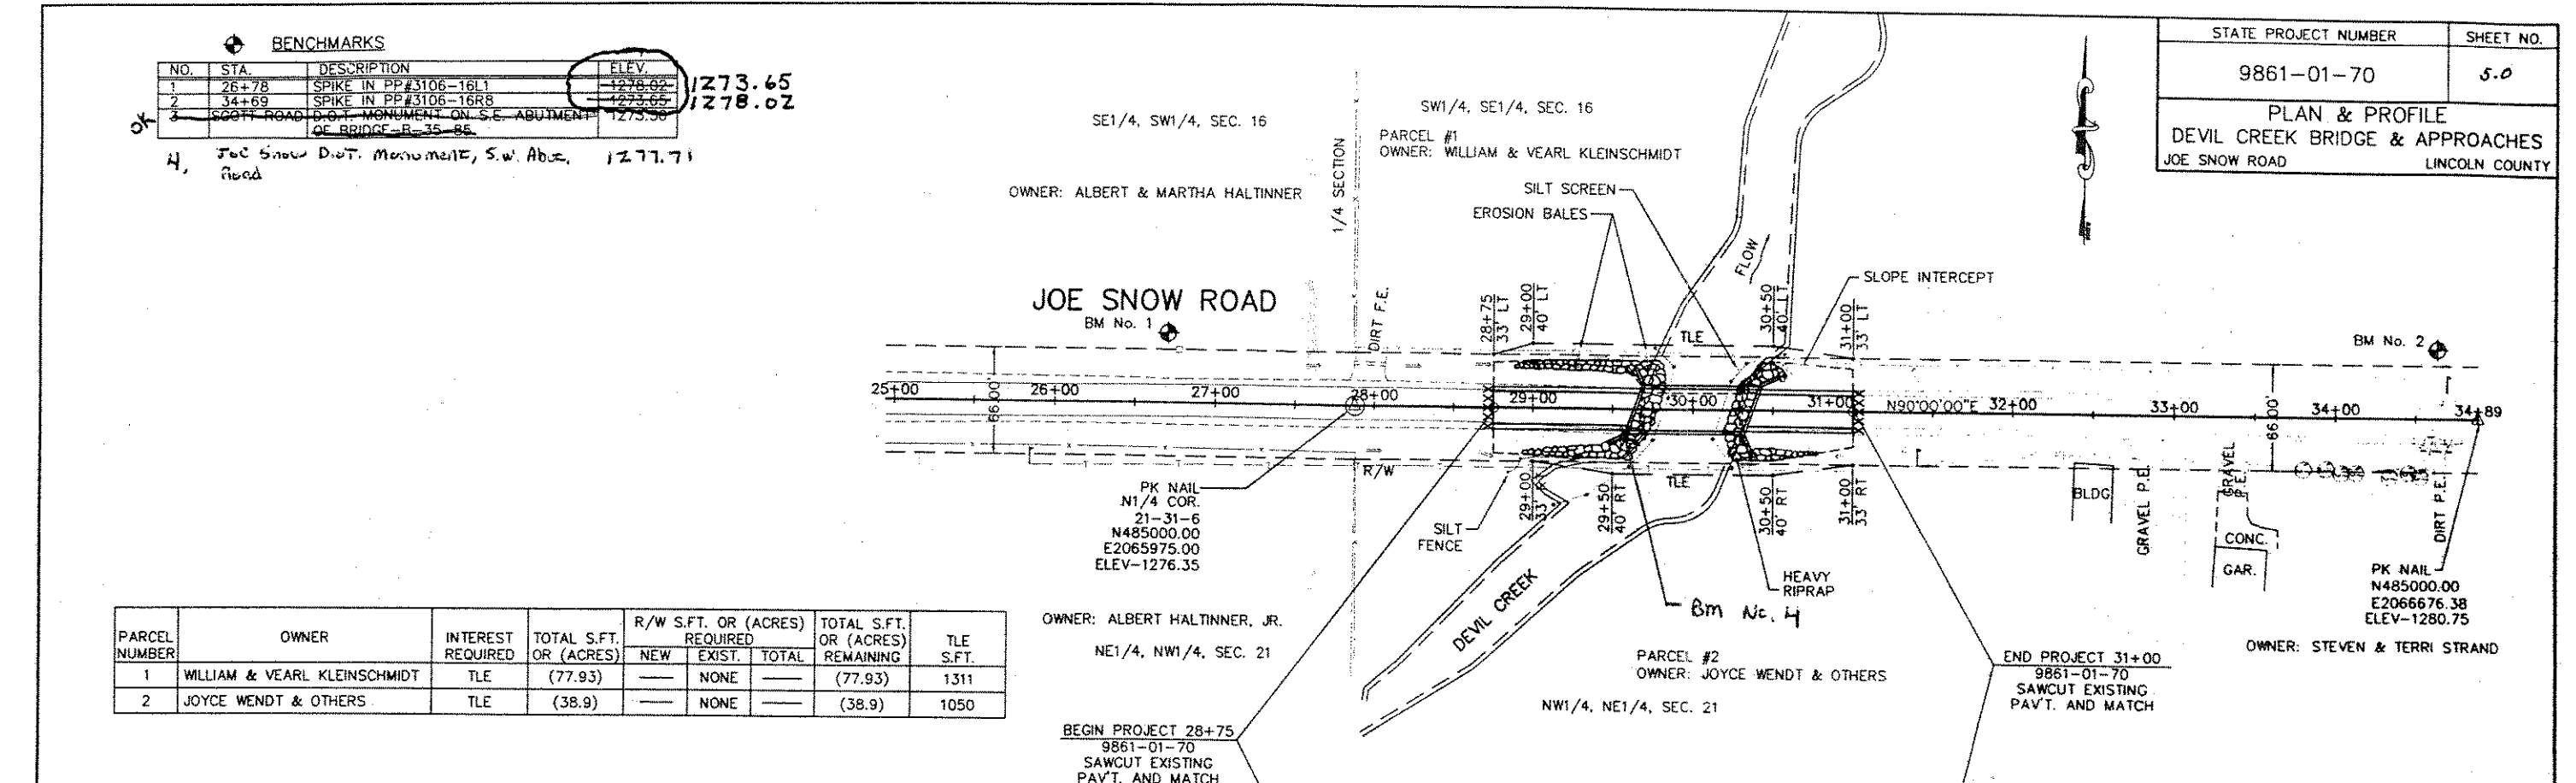 BENCHMARKS
NO. STA. DESCRIPTION ELEV.
1 26+78 SPIKE IN PP#3106-16L1 1278.02 1273.65
2 34+69 SPIKE IN PP#3106-16R8 1273.65 1278.02
OK 3 SCOTT ROAD D.O.T. MONUMENT ON S.E. ABUTMENT
OF BRIDGE B-35-85
4, Joe Snow D.O.T. Monument, S.W. Abut. 1277.71
Road
STATE PROJECT NUMBER SHEET NO.
9861-01-70 5.0
PLAN & PROFILE
DEVIL CREEK BRIDGE & APPROACHES
JOE SNOW ROAD LINCOLN COUNTY
SE1/4, SW1/4, SEC. 16
OWNER: ALBERT & MARTHA HALTINNER
1/4 SECTION
SW1/4, SE1/4, SEC. 16
PARCEL #1
OWNER: WILLIAM & VEARL KLEINSCHMIDT
SILT SCREEN
EROSION BALES
FLOW
SLOPE INTERCEPT
JOE SNOW ROAD
BM No. 1
DIRT F.E.
28+75
33' LT
29+00
40' LT
TLE
30+50
40' LT
31+00
33' LT
BM No. 2
25+00 26+00 27+00 28+00 29+00 30+00 31+00 N90°00'00"E 32+00 33+00 34+00 34+89
66.00'
66.00'
R/W
PK NAIL
N1/4 COR.
21-31-6
N485000.00
E2065975.00
ELEV-1276.35
SILT
FENCE
29+00
33' RT
29+50
40' RT
TLE
30+50
40' RT
31+00
33' RT
HEAVY
RIPRAP
Bm No. 4
DEVIL CREEK
BLDG
GRAVEL P.E.
GRAVEL
P.E.
CONC.
GAR.
DIRT P.E.
PK NAIL
N485000.00
E2066676.38
ELEV-1280.75
OWNER: STEVEN & TERRI STRAND
OWNER: ALBERT HALTINNER, JR.
NE1/4, NW1/4, SEC. 21
PARCEL #2
OWNER: JOYCE WENDT & OTHERS
NW1/4, NE1/4, SEC. 21
END PROJECT 31+00
9861-01-70
SAWCUT EXISTING
PAV'T. AND MATCH
BEGIN PROJECT 28+75
9861-01-70
SAWCUT EXISTING
PAV'T. AND MATCH
PARCEL NUMBER OWNER INTEREST REQUIRED TOTAL S.FT. OR (ACRES) R/W S.FT. OR (ACRES) REQUIRED NEW EXIST. TOTAL TOTAL S.FT. OR (ACRES) REMAINING TLE S.FT.
1 WILLIAM & VEARL KLEINSCHMIDT TLE (77.93) — NONE — (77.93) 1311
2 JOYCE WENDT & OTHERS TLE (38.9) — NONE — (38.9) 1050